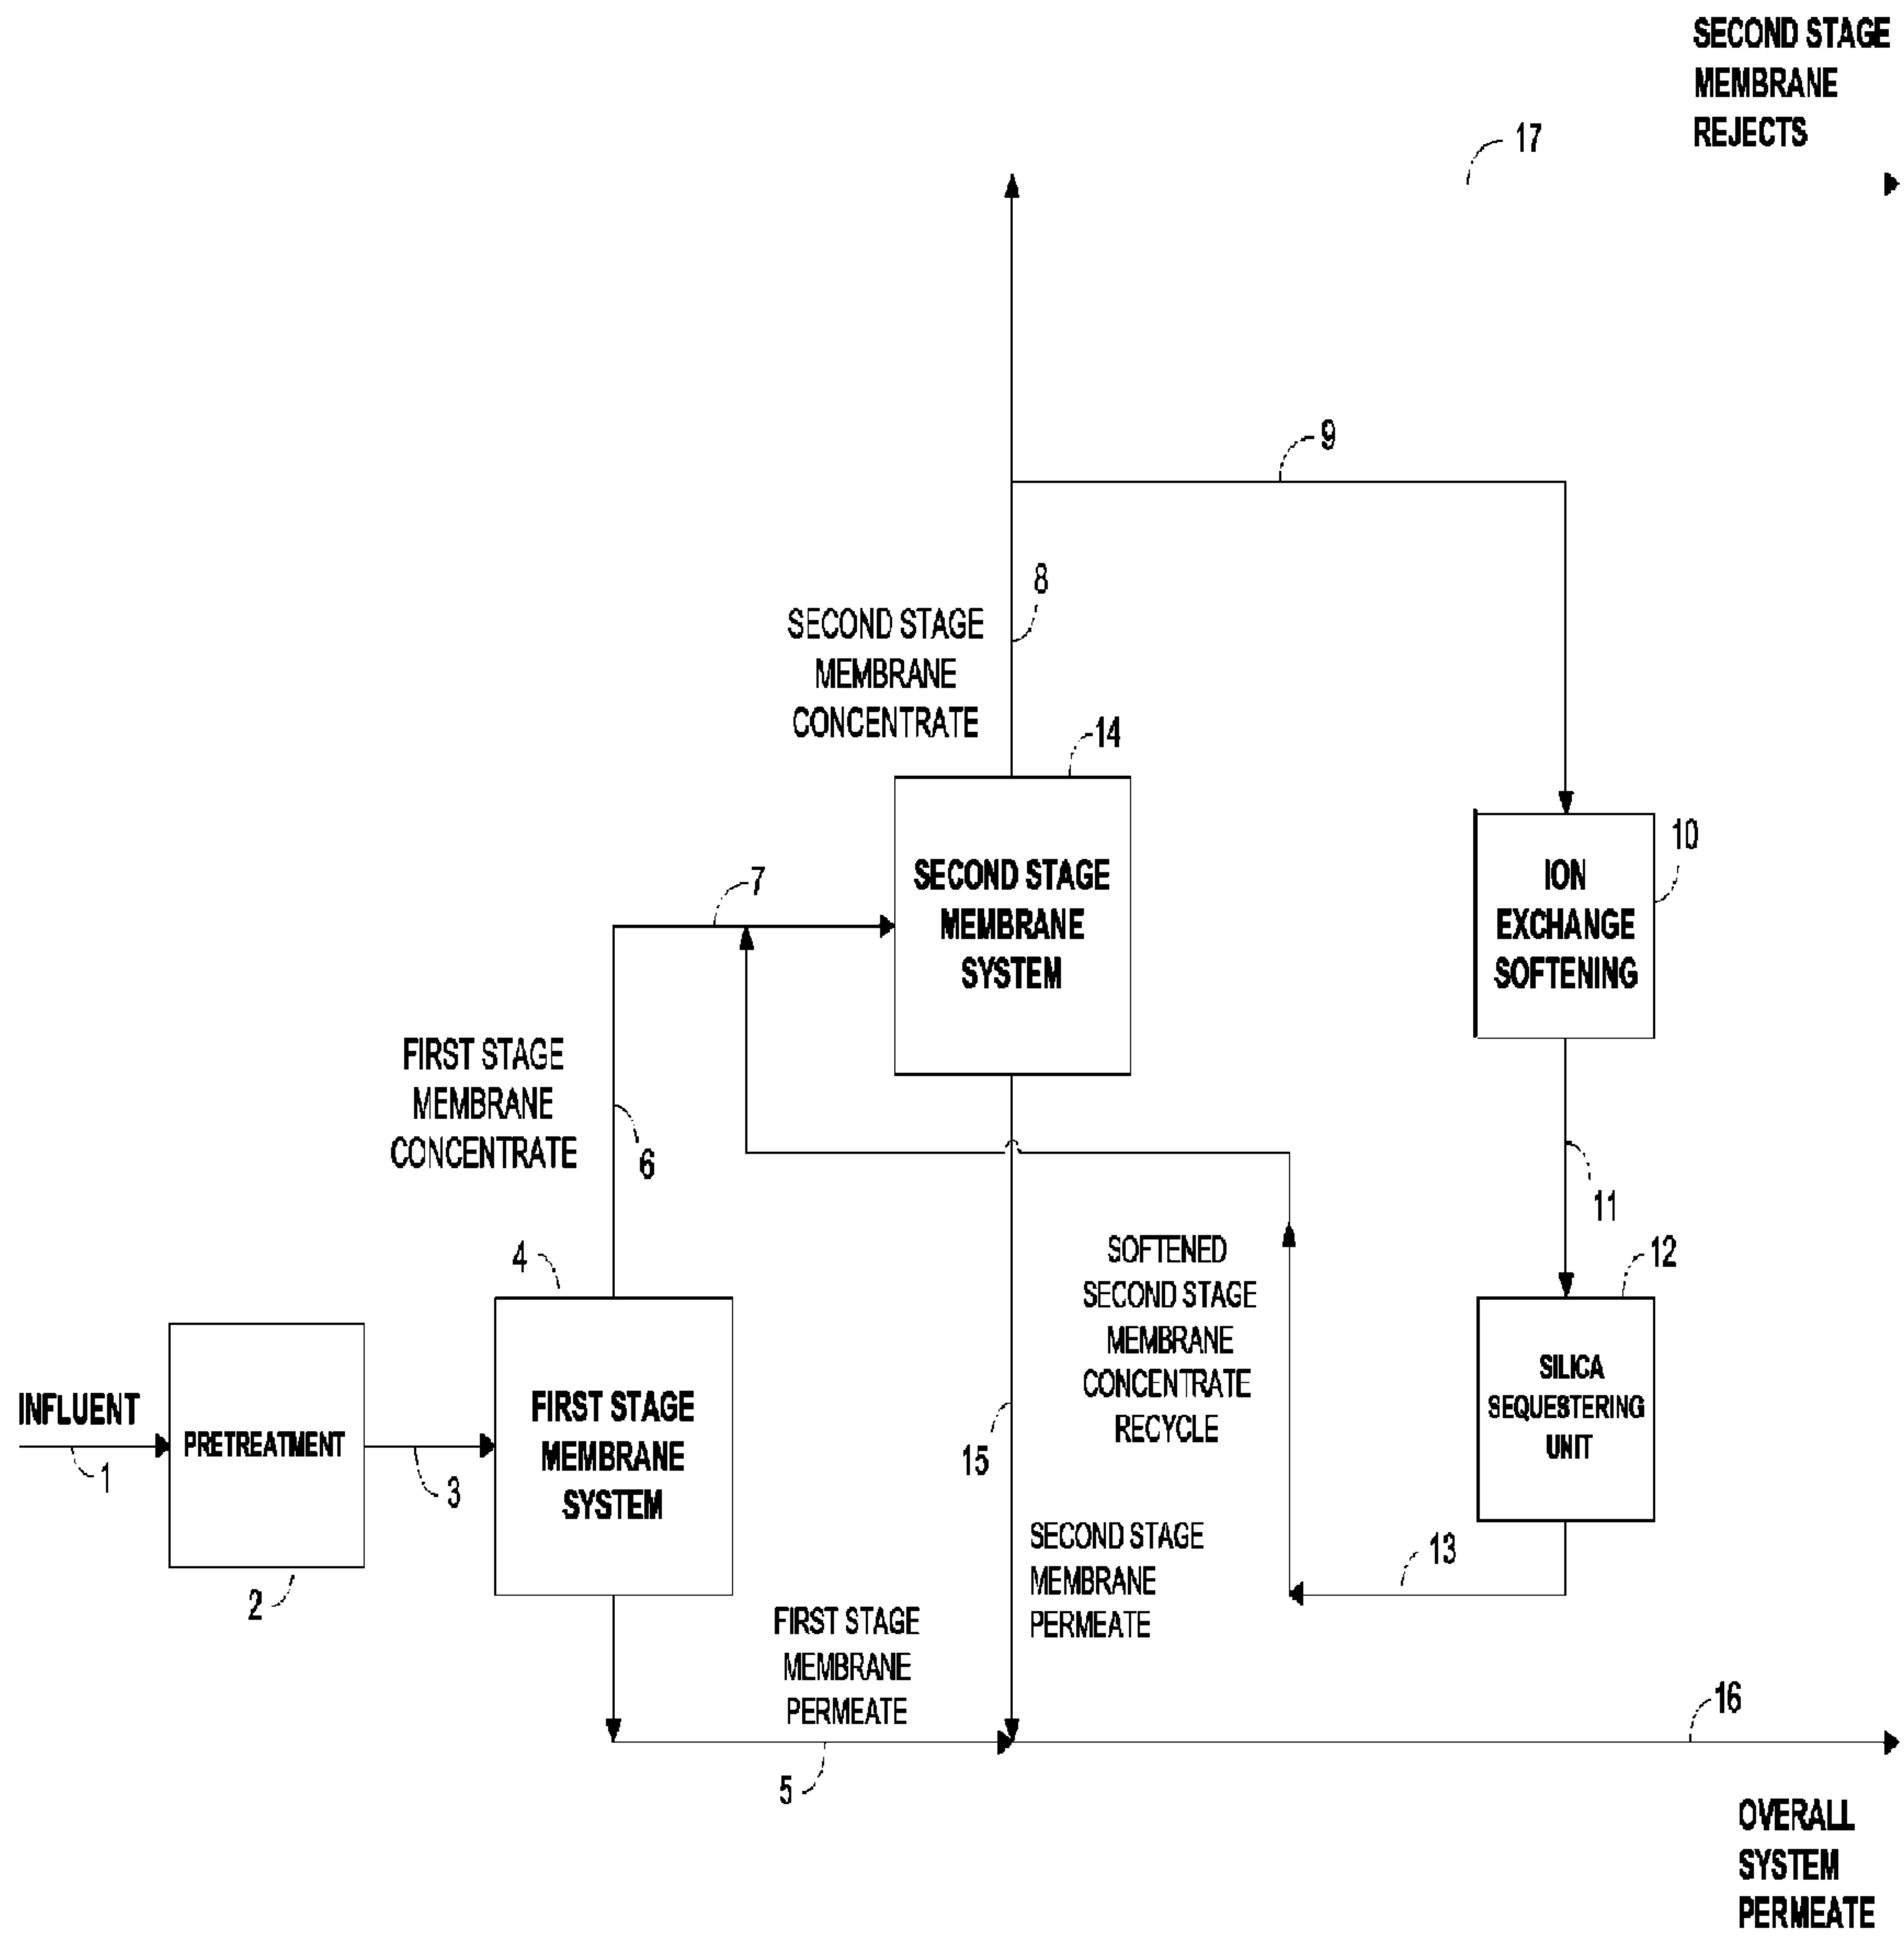 SECOND STAGE
MEMBRANE
REJECTS
17
9
8
SECOND STAGE
MEMBRANE
CONCENTRATE
14
SECOND STAGE
MEMBRANE
SYSTEM
10
ION
EXCHANGE
SOFTENING
7
FIRST STAGE
MEMBRANE
CONCENTRATE
6
11
4
12
SOFTENED
SECOND STAGE
MEMBRANE
CONCENTRATE
RECYCLE
SILICA
SEQUESTERING
UNIT
INFLUENT
1
PRETREATMENT
2
3
FIRST STAGE
MEMBRANE
SYSTEM
15
13
SECOND STAGE
MEMBRANE
PERMEATE
FIRST STAGE
MEMBRANE
PERMEATE
5
16
OVERALL
SYSTEM
PERMEATE